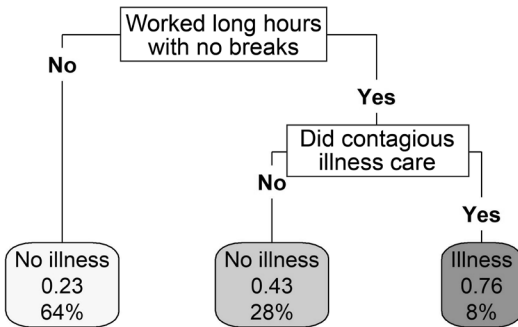 Worked long hours
with no breaks
No
Yes
Did contagious
illness care
No
Yes
No illness
0.23
64%
No illness
0.43
28%
Illness
0.76
8%